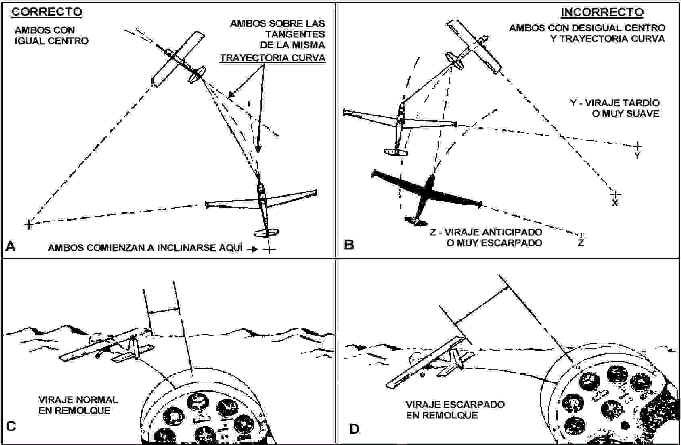 CORRECTO
AMBOS CON
IGUAL CENTRO
AMBOS SOBRE LAS
TANGENTES
DE LA MISMA
TRAYECTORIA CURVA
A
AMBOS COMIENZAN A INCLINARSE AQUÍ
INCORRECTO
AMBOS CON DESIGUAL CENTRO
Y TRAYECTORIA CURVA
Y - VIRAJE TARDÍO
O MUY SUAVE
Y
X
B
Z - VIRAJE ANTICIPADO
O MUY ESCARPADO
Z
VIRAJE NORMAL
EN REMOLQUE
C
VIRAJE ESCARPADO
EN REMOLQUE
D